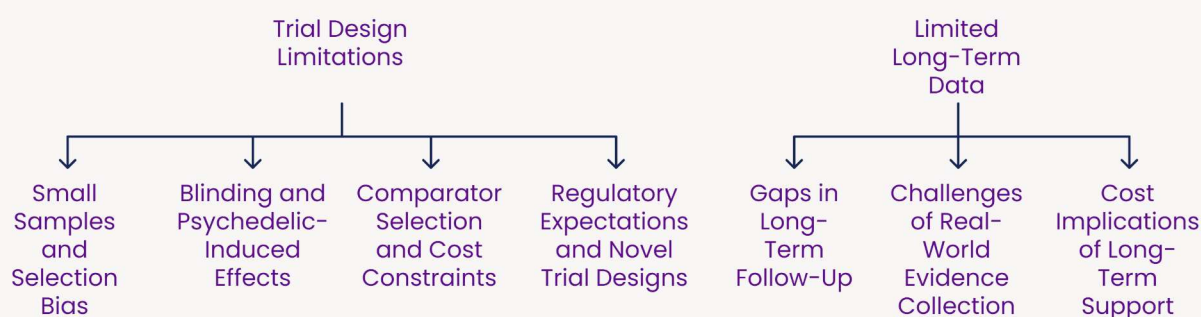 Trial Design
Limitations
Limited
Long-Term
Data
Small
Samples
and
Selection
Bias
Blinding and
Psychedelic-
Induced
Effects
Comparator
Selection
and Cost
Constraints
Regulatory
Expectations
and Novel
Trial Designs
Gaps in
Long-
Term
Follow-Up
Challenges
of Real-
World
Evidence
Collection
Cost
Implications
of Long-
Term
Support